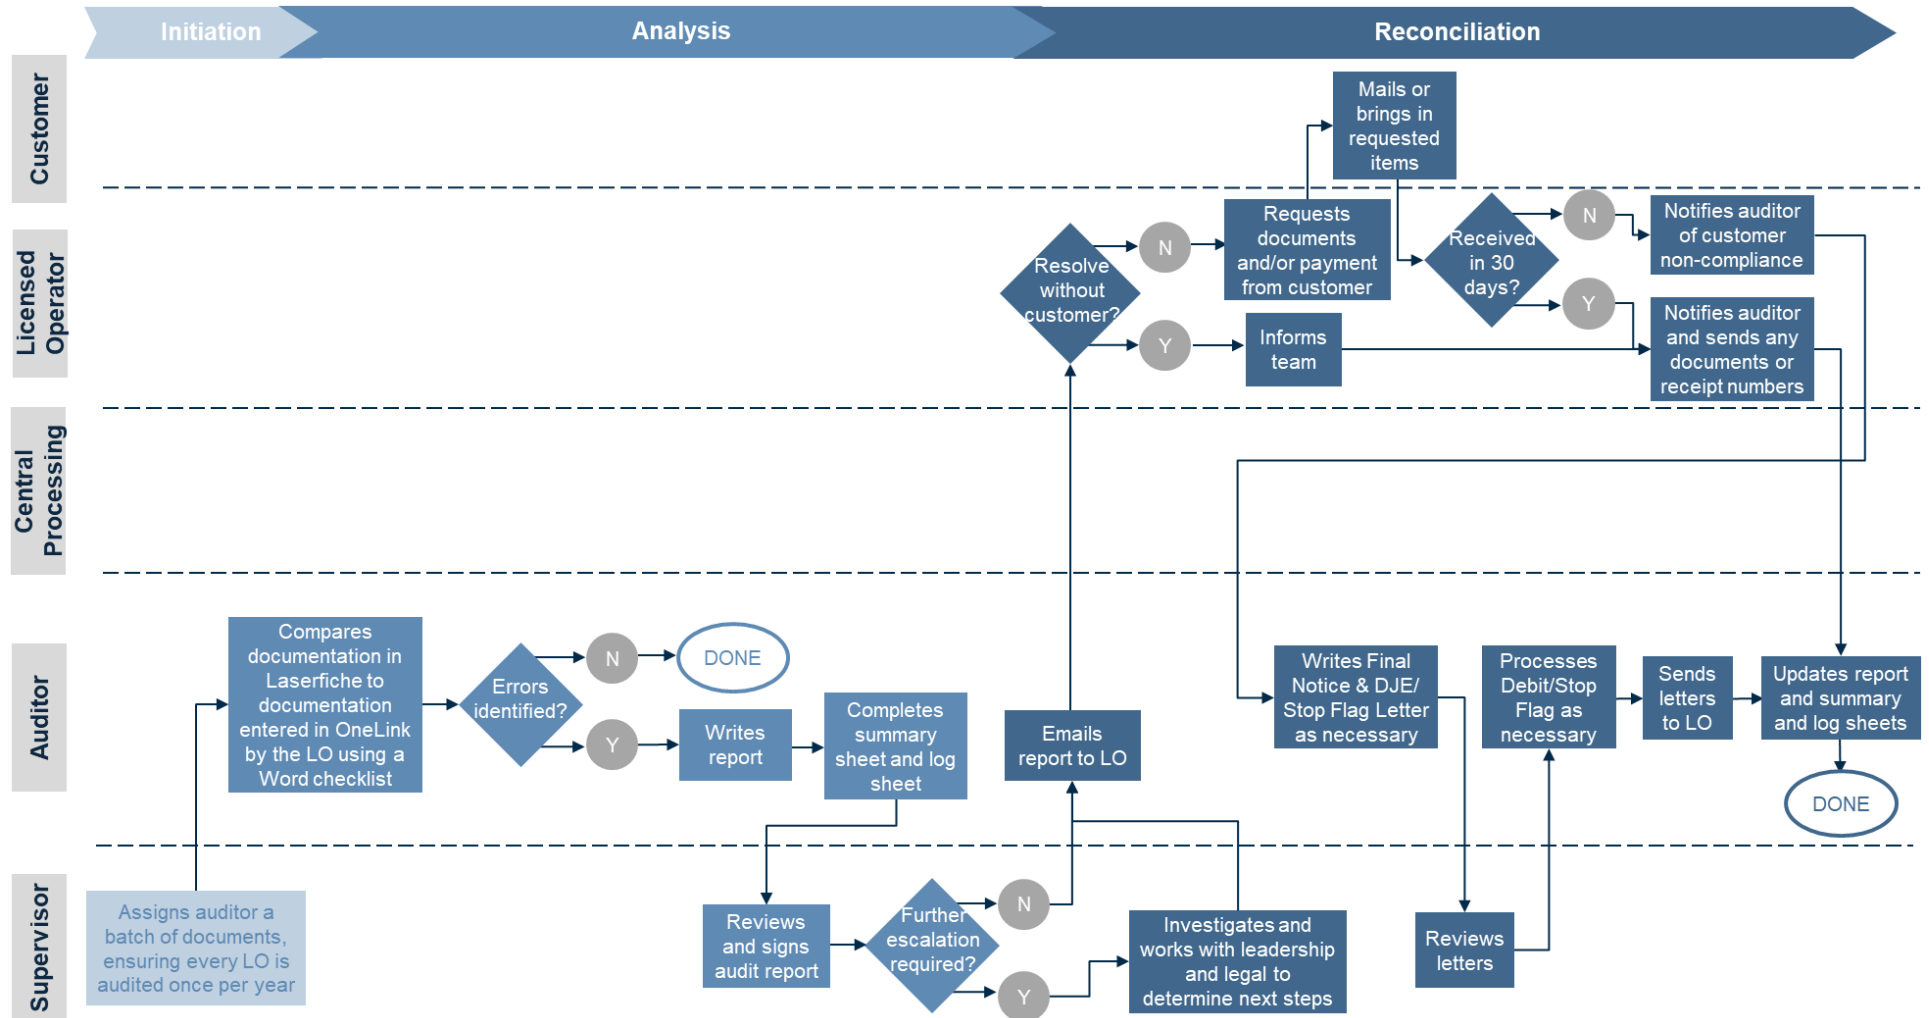 Initiation
Analysis
Reconciliation
Customer
Mails or
brings in
requested
items
Licensed
Operator
Resolve
without
customer?
N
Y
Requests
documents
and/or payment
from customer
Informs
team
Received
in 30
days?
N
Y
Notifies auditor
of customer
non-compliance
Notifies auditor
and sends any
documents or
receipt numbers
Central
Processing
Auditor
Compares
documentation in
Laserfiche to
documentation
entered in OneLink
by the LO using a
Word checklist
Errors
identified?
N
DONE
Y
Writes
report
Completes
summary
sheet and log
sheet
Emails
report to LO
Writes Final
Notice & DJE/
Stop Flag Letter
as necessary
Processes
Debit/Stop
Flag as
necessary
Sends
letters
to LO
Updates report
and summary
and log sheets
DONE
Supervisor
Assigns auditor a
batch of documents,
ensuring every LO is
audited once per year
Reviews
and signs
audit report
Further
escalation
required?
N
Y
Investigates and
works with leadership
and legal to
determine next steps
Reviews
letters